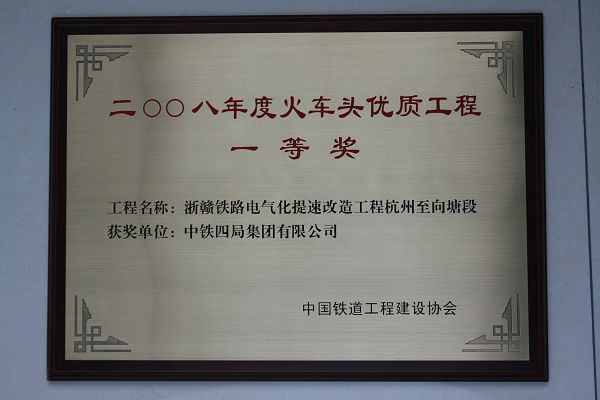 二〇〇八年度火车头优质工程
一等奖
工程名称：浙赣铁路电气化提速改造工程杭州至向塘段
获奖单位：中铁四局集团有限公司
中国铁道工程建设协会